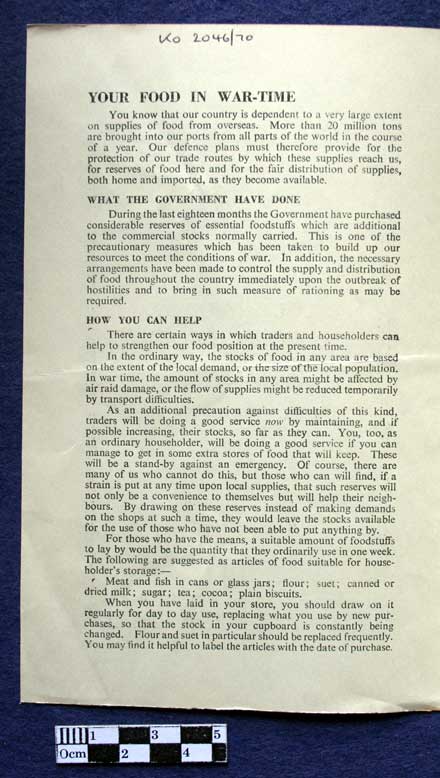 KO 2046/70
YOUR FOOD IN WAR-TIME
You know that our country is dependent to a very large extent
on supplies of food from overseas. More than 20 million tons
are brought into our ports from all parts of the world in the course
of a year. Our defence plans must therefore provide for the
protection of our trade routes by which these supplies reach us,
for reserves of food here and for the fair distribution of supplies,
both home and imported, as they become available.
WHAT THE GOVERNMENT HAVE DONE
During the last eighteen months the Government have purchased
considerable reserves of essential foodstuffs which are additional
to the commercial stocks normally carried. This is one of the
precautionary measures which has been taken to build up our
resources to meet the conditions of war. In addition, the necessary
arrangements have been made to control the supply and distribution
of food throughout the country immediately upon the outbreak of
hostilities and to bring in such measure of rationing as may be
required.
HOW YOU CAN HELP
There are certain ways in which traders and householders can
help to strengthen our food position at the present time.
In the ordinary way, the stocks of food in any area are based
on the extent of the local demand, or the size of the local population.
In war time, the amount of stocks in any area might be affected by
air raid damage, or the flow of supplies might be reduced temporarily
by transport difficulties.
As an additional precaution against difficulties of this kind,
traders will be doing a good service now by maintaining, and if
possible increasing, their stocks, so far as they can. You, too, as
an ordinary householder, will be doing a good service if you can
manage to get in some extra stores of food that will keep. These
will be a stand-by against an emergency. Of course, there are
many of us who cannot do this, but those who can will find, if a
strain is put at any time upon local supplies, that such reserves will
not only be a convenience to themselves but will help their neigh-
bours. By drawing on these reserves instead of making demands
on the shops at such a time, they would leave the stocks available
for the use of those who have not been able to put anything by.
For those who have the means, a suitable amount of foodstuffs
to lay by would be the quantity that they ordinarily use in one week.
The following are suggested as articles of food suitable for house-
holder's storage:—
Meat and fish in cans or glass jars; flour; suet; canned or
dried milk; sugar; tea; cocoa; plain biscuits.
When you have laid in your store, you should draw on it
regularly for day to day use, replacing what you use by new pur-
chases, so that the stock in your cupboard is constantly being
changed. Flour and suet in particular should be replaced frequently.
You may find it helpful to label the articles with the date of purchase.
1 3 5
0cm 2 4